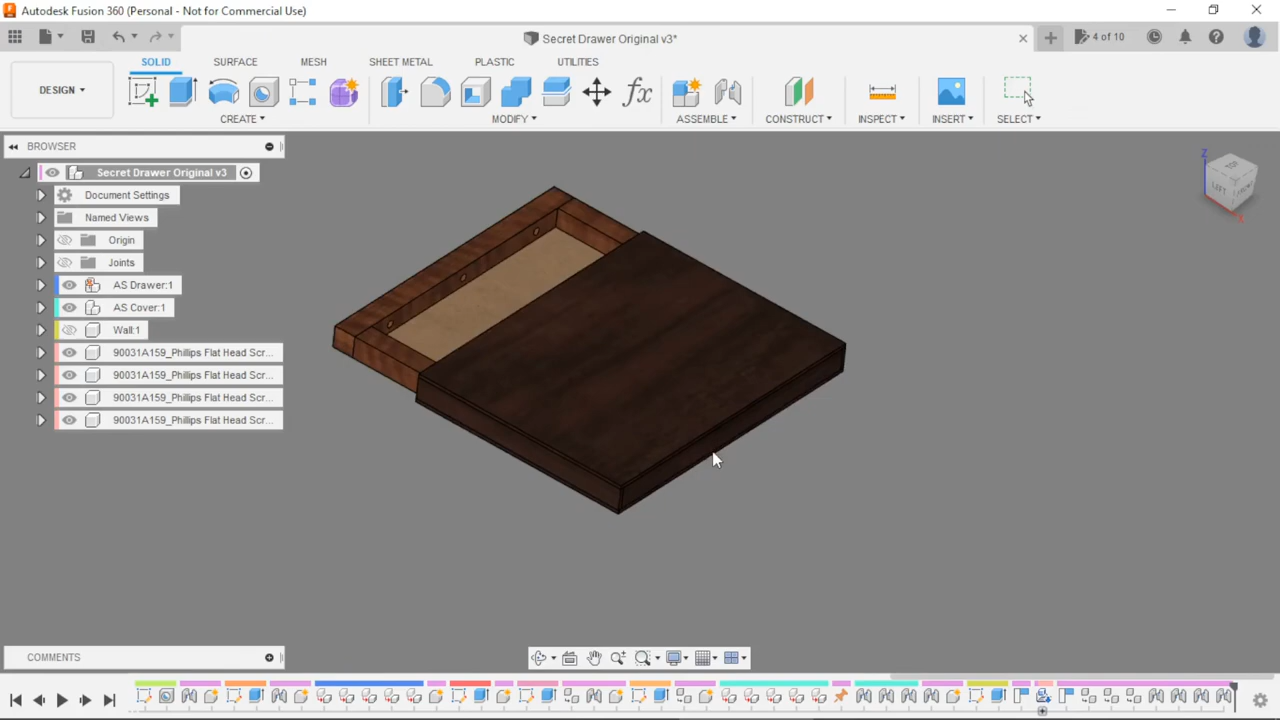 Autodesk Fusion 360 (Personal - Not for Commercial Use)
Secret Drawer Original v3*
4 of 10
DESIGN
SOLID
SURFACE
MESH
SHEET METAL
PLASTIC
UTILITIES
CREATE
MODIFY
ASSEMBLE
CONSTRUCT
INSPECT
INSERT
SELECT
BROWSER
Secret Drawer Original v3
Document Settings
Named Views
Origin
Joints
AS Drawer:1
AS Cover:1
Wall:1
90031A159_Phillips Flat Head Scr...
90031A159_Phillips Flat Head Scr...
90031A159_Phillips Flat Head Scr...
90031A159_Phillips Flat Head Scr...
Z
LEFT
X
COMMENTS